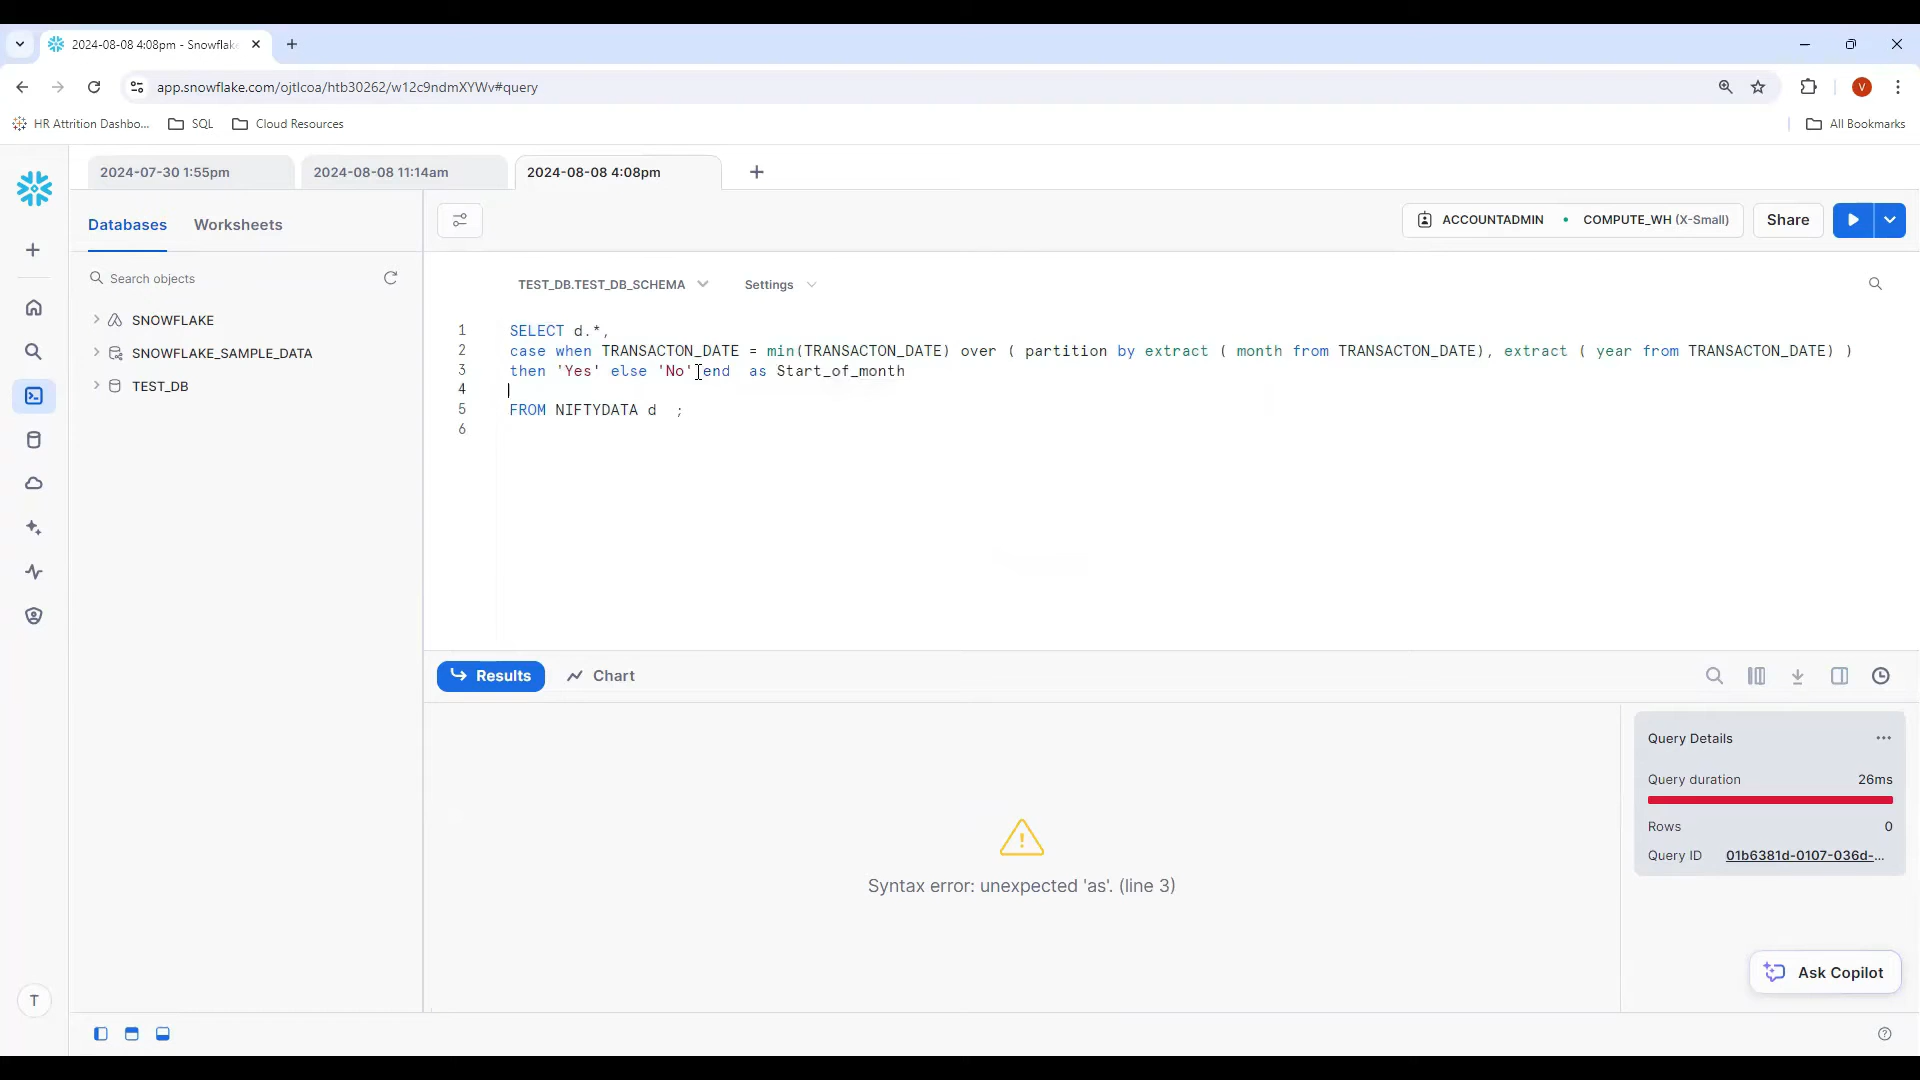 2024-08-08 4:08pm - Snowflake
app.snowflake.com/ojtlcoa/htb30262/w12c9ndmXYWv#query
V
HR Attrition Dashbo...
SQL
Cloud Resources
All Bookmarks
2024-07-30 1:55pm
2024-08-08 11:14am
2024-08-08 4:08pm
Databases
Worksheets
ACCOUNTADMIN
COMPUTE_WH (X-Small)
Share
Search objects
TEST_DB.TEST_DB_SCHEMA
Settings
SNOWFLAKE
SNOWFLAKE_SAMPLE_DATA
TEST_DB
1 SELECT d.*,
2 case when TRANSACTON_DATE = min(TRANSACTON_DATE) over ( partition by extract ( month from TRANSACTON_DATE), extract ( year from TRANSACTON_DATE) )
3 then 'Yes' else 'No' end  as Start_of_month
4
5 FROM NIFTYDATA d  ;
6
Results
Chart
Query Details
...
Query duration 26ms
Rows 0
Query ID 01b6381d-0107-036d-...
Syntax error: unexpected 'as'. (line 3)
Ask Copilot
T